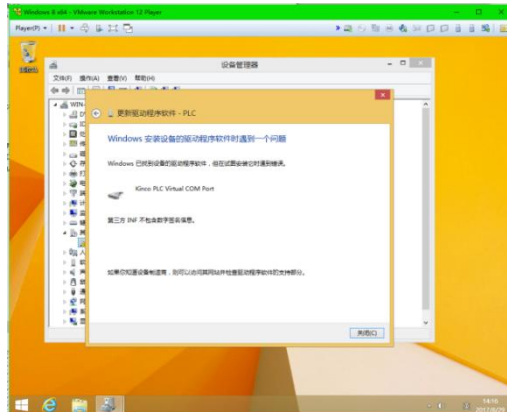 Windows 8 x64 - VMware Workstation 12 Player
Player(P)
回收站
设备管理器
文件(F) 操作(A) 查看(V) 帮助(H)
WIN-
更新驱动程序软件 - PLC
Windows 安装设备的驱动程序软件时遇到一个问题
Windows 已找到设备的驱动程序软件，但在试图安装它时遇到错误。
Kinco PLC Virtual COM Port
第三方 INF 不包含数字签名信息。
如果你知道设备制造商，则可以访问其网站并检查驱动程序软件的支持部分。
关闭(C)
14:16